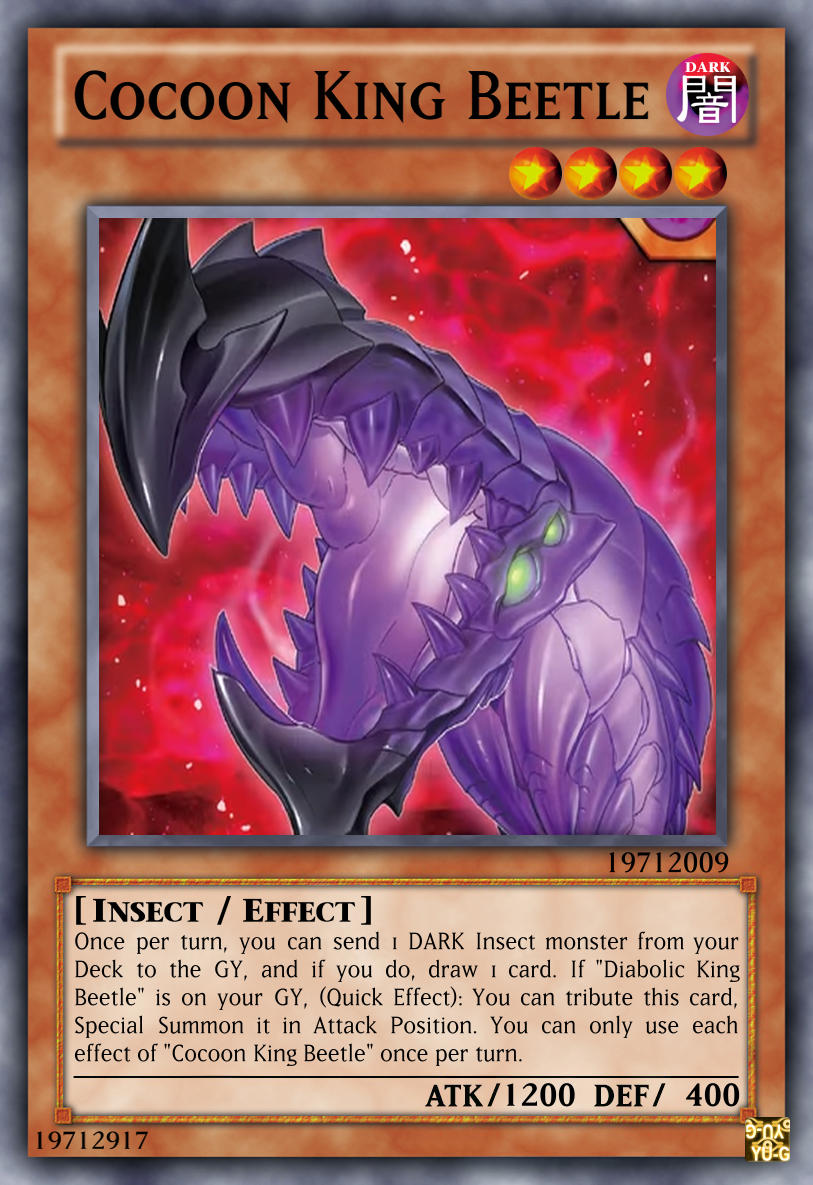 Cocoon King Beetle
DARK
闇
19712009
[ Insect / Effect ]
Once per turn, you can send 1 DARK Insect monster from your
Deck to the GY, and if you do, draw 1 card. If "Diabolic King
Beetle" is on your GY, (Quick Effect): You can tribute this card,
Special Summon it in Attack Position. You can only use each
effect of "Cocoon King Beetle" once per turn.
ATK/1200 DEF/ 400
19712917
YU-G